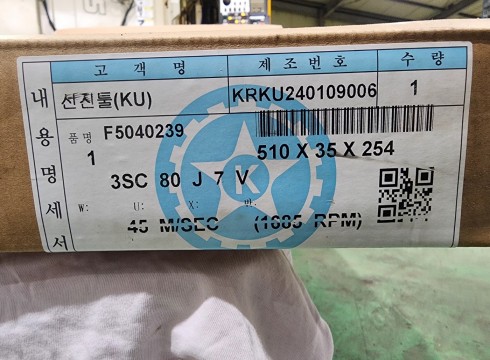 고객명 제조번호 수량
선진툴(KU) KRKU240109006 1
내용명세서
품명 F5040239
1 510 X 35 X 254
3SC 80 J 7 V
W: U: X:
45 M/SEC (1685 RPM)
K